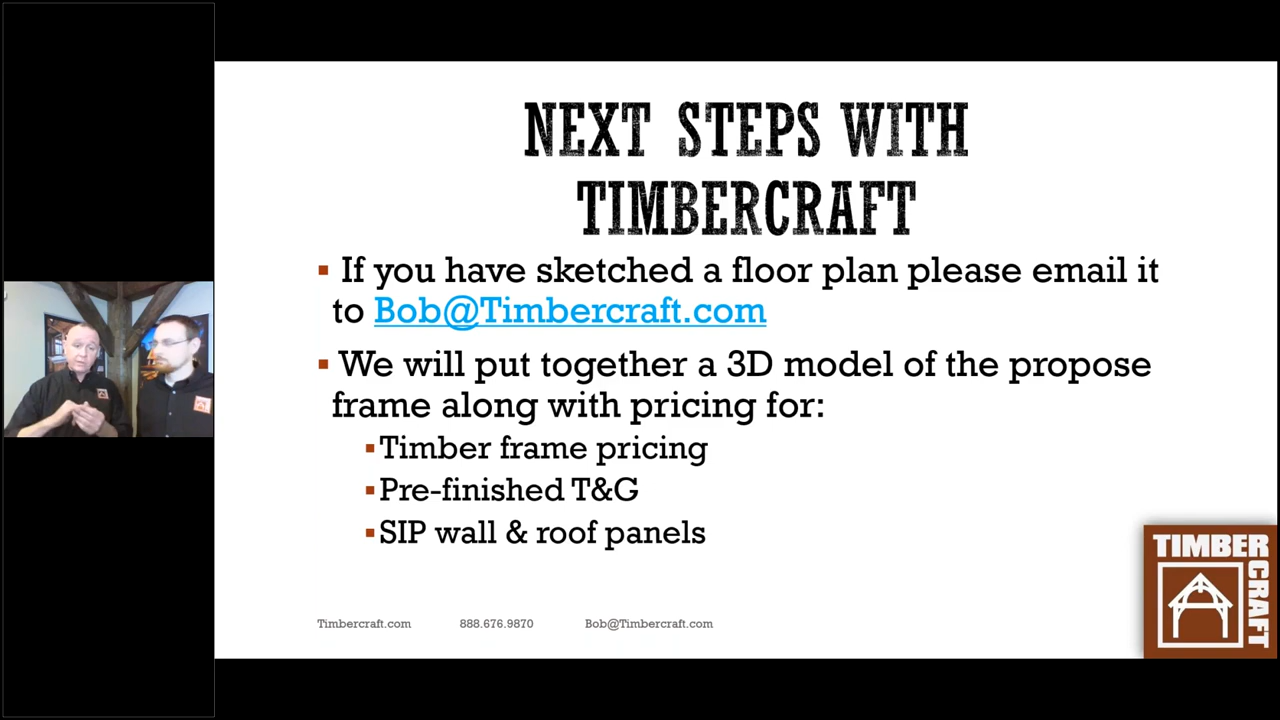 NEXT STEPS WITH
TIMBERCRAFT
▪ If you have sketched a floor plan please email it
to Bob@Timbercraft.com
▪ We will put together a 3D model of the propose
frame along with pricing for:
▪ Timber frame pricing
▪ Pre-finished T&G
▪ SIP wall & roof panels
Timbercraft.com 888.676.9870 Bob@Timbercraft.com
TIMBER
CRAFT